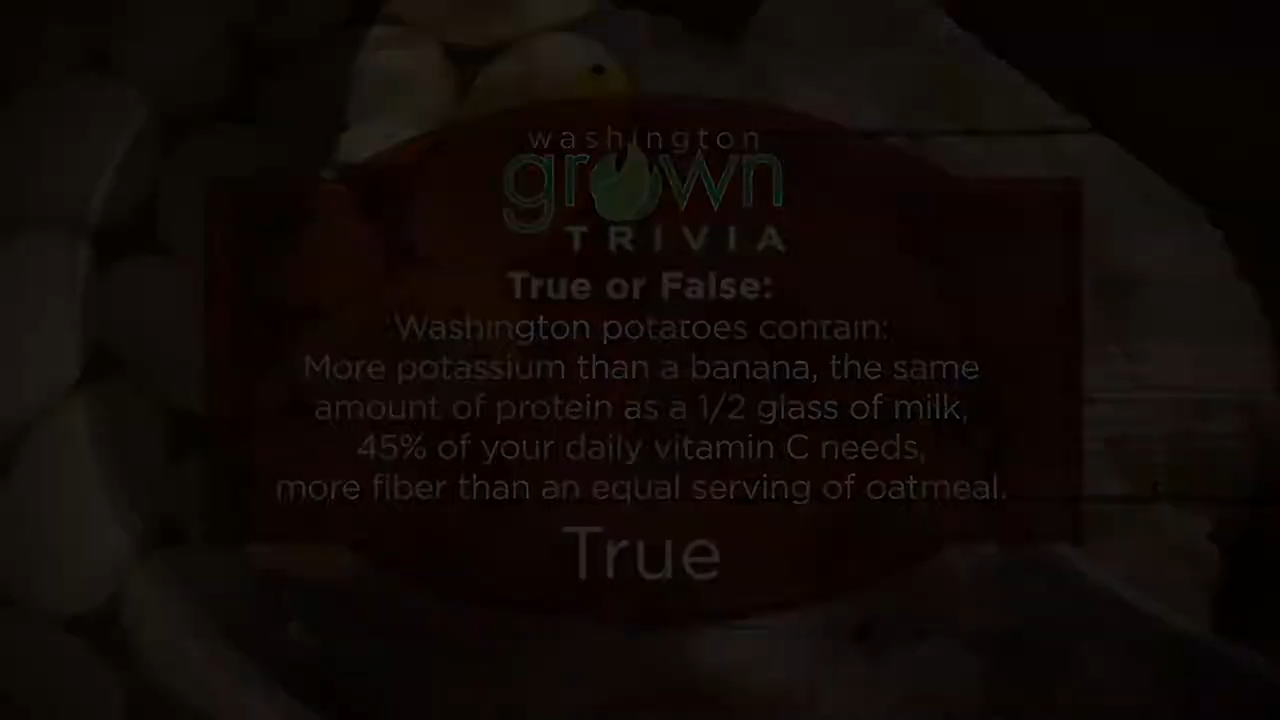 washington
grown
TRIVIA
True or False:
Washington potatoes contain:
More potassium than a banana, the same
amount of protein as a 1/2 glass of milk,
45% of your daily vitamin C needs,
more fiber than an equal serving of oatmeal.
True